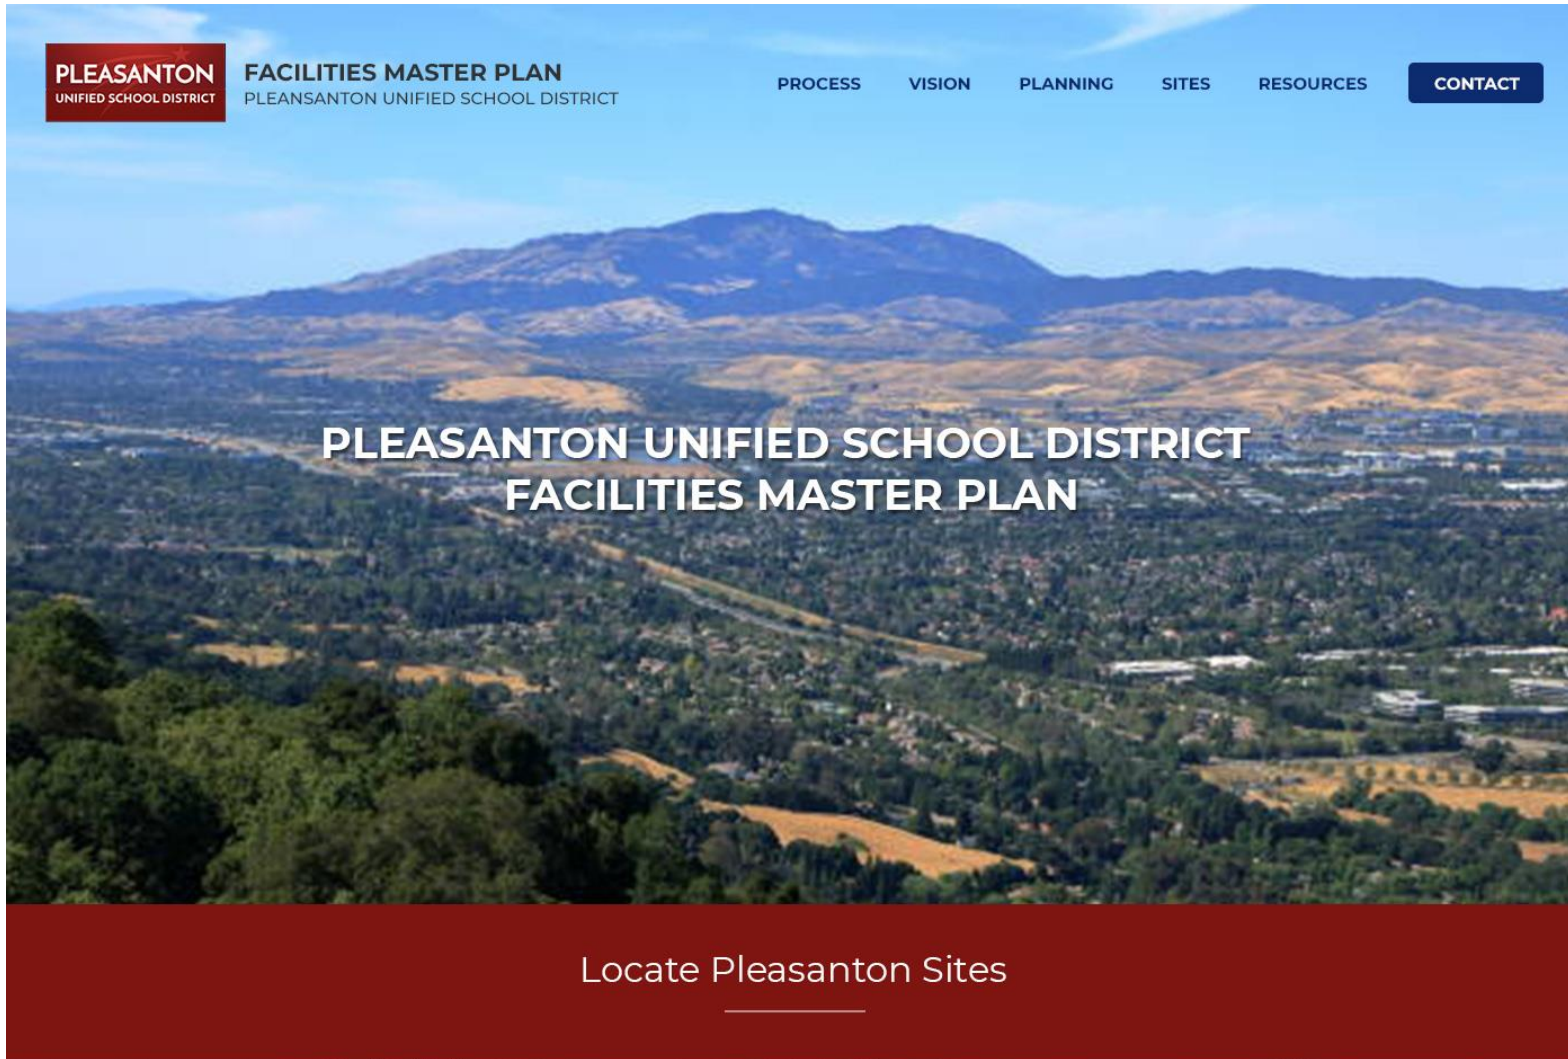 PLEASANTON
UNIFIED SCHOOL DISTRICT
FACILITIES MASTER PLAN
PLEANSANTON UNIFIED SCHOOL DISTRICT
PROCESS
VISION
PLANNING
SITES
RESOURCES
CONTACT
PLEASANTON UNIFIED SCHOOL DISTRICT
FACILITIES MASTER PLAN
Locate Pleasanton Sites